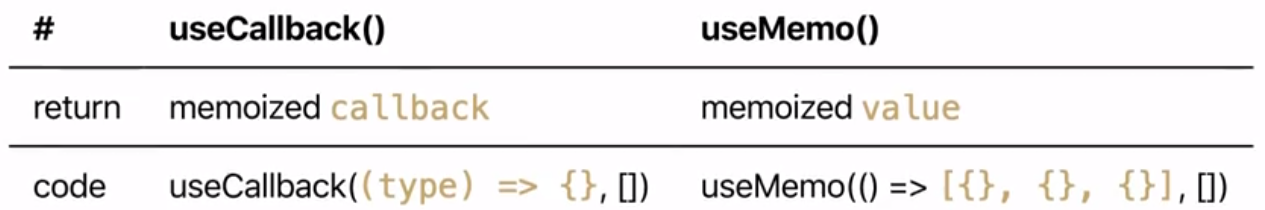 # useCallback() useMemo()
return memoized callback memoized value
code useCallback((type) => {}, []) useMemo(() => [{}, {}, {}], [])